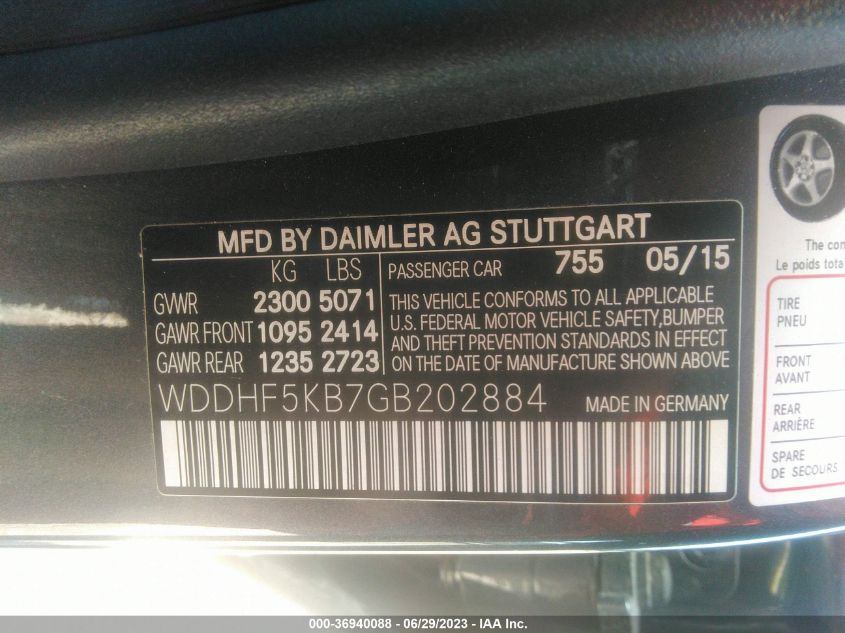 MFD BY DAIMLER AG STUTTGART
KG LBS
GVWR 2300 5071
GAWR FRONT 1095 2414
GAWR REAR 1235 2723
PASSENGER CAR 755 05/15
THIS VEHICLE CONFORMS TO ALL APPLICABLE
U.S. FEDERAL MOTOR VEHICLE SAFETY,BUMPER
AND THEFT PREVENTION STANDARDS IN EFFECT
ON THE DATE OF MANUFACTURE SHOWN ABOVE
WDDHF5KB7GB202884 MADE IN GERMANY
The com
Le poids tota
TIRE
PNEU
FRONT
AVANT
REAR
ARRIÈRE
SPARE
DE SECOURS
000-36940088 - 06/29/2023 - IAA Inc.